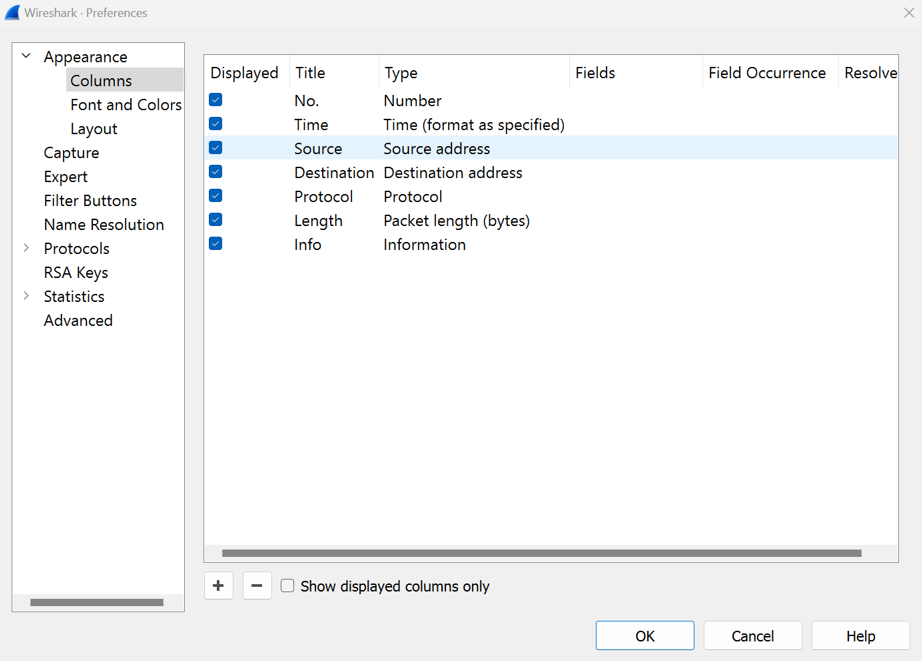 Wireshark · Preferences
Appearance
Columns
Font and Colors
Layout
Capture
Expert
Filter Buttons
Name Resolution
Protocols
RSA Keys
Statistics
Advanced
Displayed Title Type Fields Field Occurrence Resolve
No. Number
Time Time (format as specified)
Source Source address
Destination Destination address
Protocol Protocol
Length Packet length (bytes)
Info Information
Show displayed columns only
OK Cancel Help